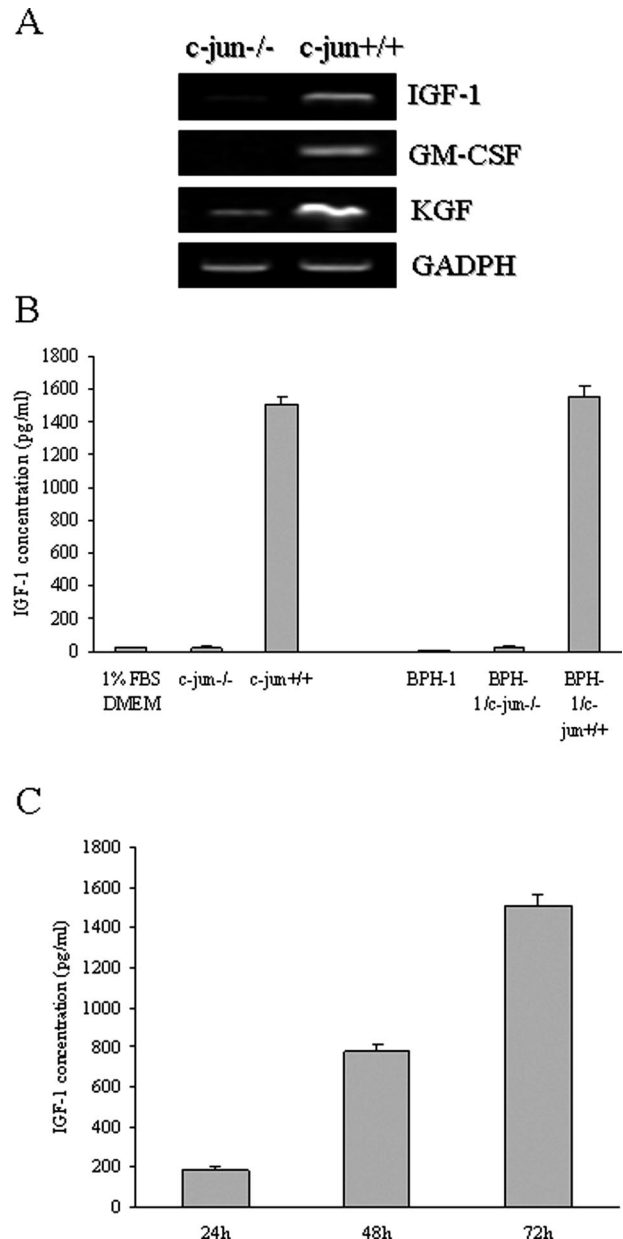 A
c-jun-/- c-jun+/+
IGF-1
GM-CSF
KGF
GADPH
B
IGF-1 concentration (pg/ml)
1800
1600
1400
1200
1000
800
600
400
200
0
1% FBS
DMEM
c-jun-/-
c-jun+/+
BPH-1
BPH-
1/c-jun-/-
BPH-
1/c-
jun+/+
C
IGF-1 concentration (pg/ml)
1800
1600
1400
1200
1000
800
600
400
200
0
24h 48h 72h